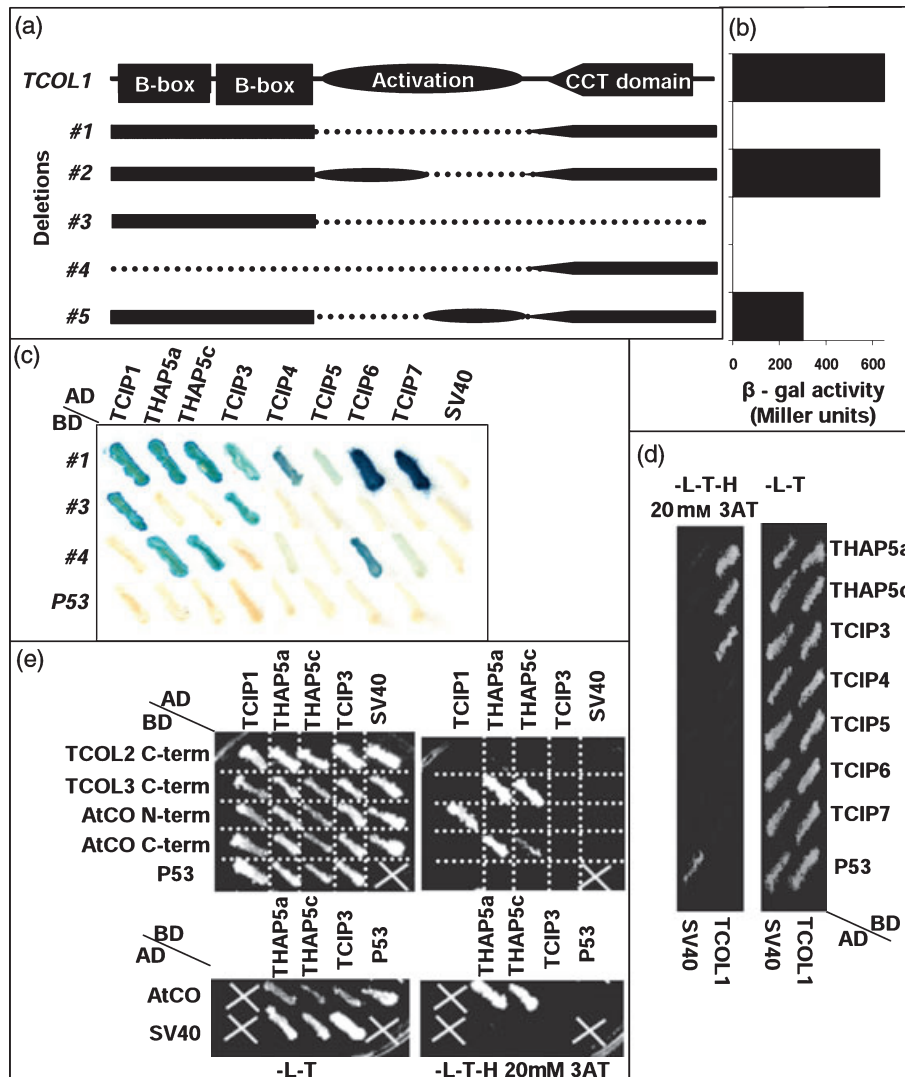 (a)
TCOL1
B-box
B-box
Activation
CCT domain
Deletions
#1
#2
#3
#4
#5
(b)
0 200 400 600
β - gal activity
(Miller units)
(c)
AD
BD
TCIP1
THAP5a
THAP5c
TCIP3
TCIP4
TCIP5
TCIP6
TCIP7
SV40
#1
#3
#4
P53
(d)
-L-T-H
20 mM 3AT
-L-T
THAP5a
THAP5c
TCIP3
TCIP4
TCIP5
TCIP6
TCIP7
P53
SV40
TCOL1
SV40
TCOL1
BD
AD
(e)
AD
BD
TCIP1
THAP5a
THAP5c
TCIP3
SV40
TCIP1
THAP5a
THAP5c
TCIP3
SV40
TCOL2 C-term
TCOL3 C-term
AtCO N-term
AtCO C-term
P53
BD
AD
THAP5a
THAP5c
TCIP3
P53
THAP5a
THAP5c
TCIP3
P53
AtCO
SV40
-L-T
-L-T-H 20mM 3AT